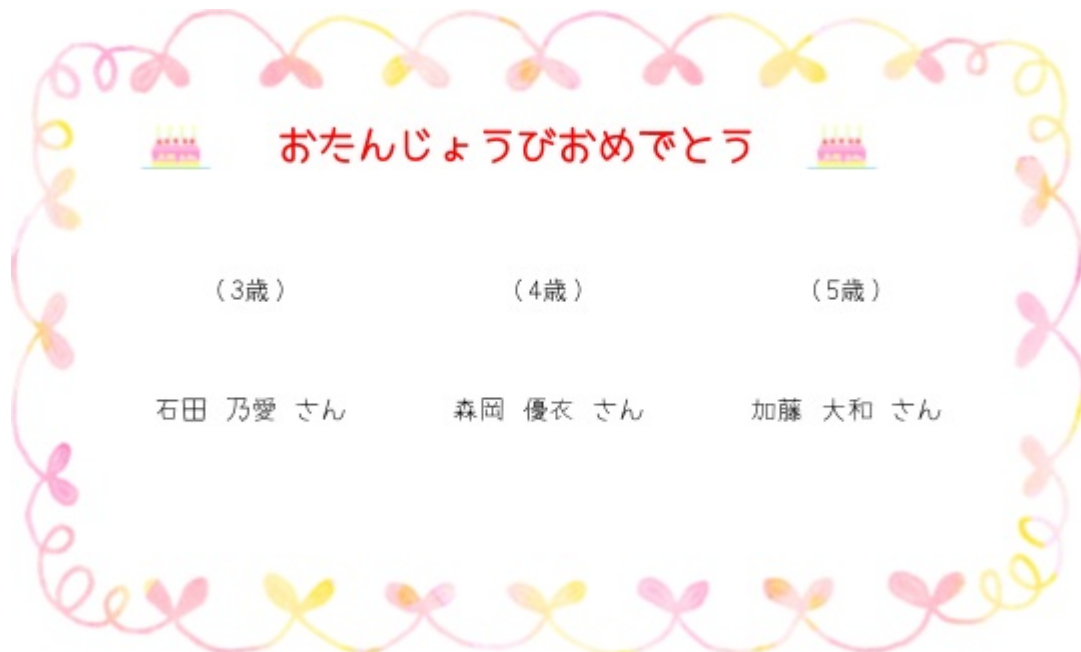 おたんじょうびおめでとう
（3歳） （4歳） （5歳）
石田 乃愛 さん 森岡 優衣 さん 加藤 大和 さん